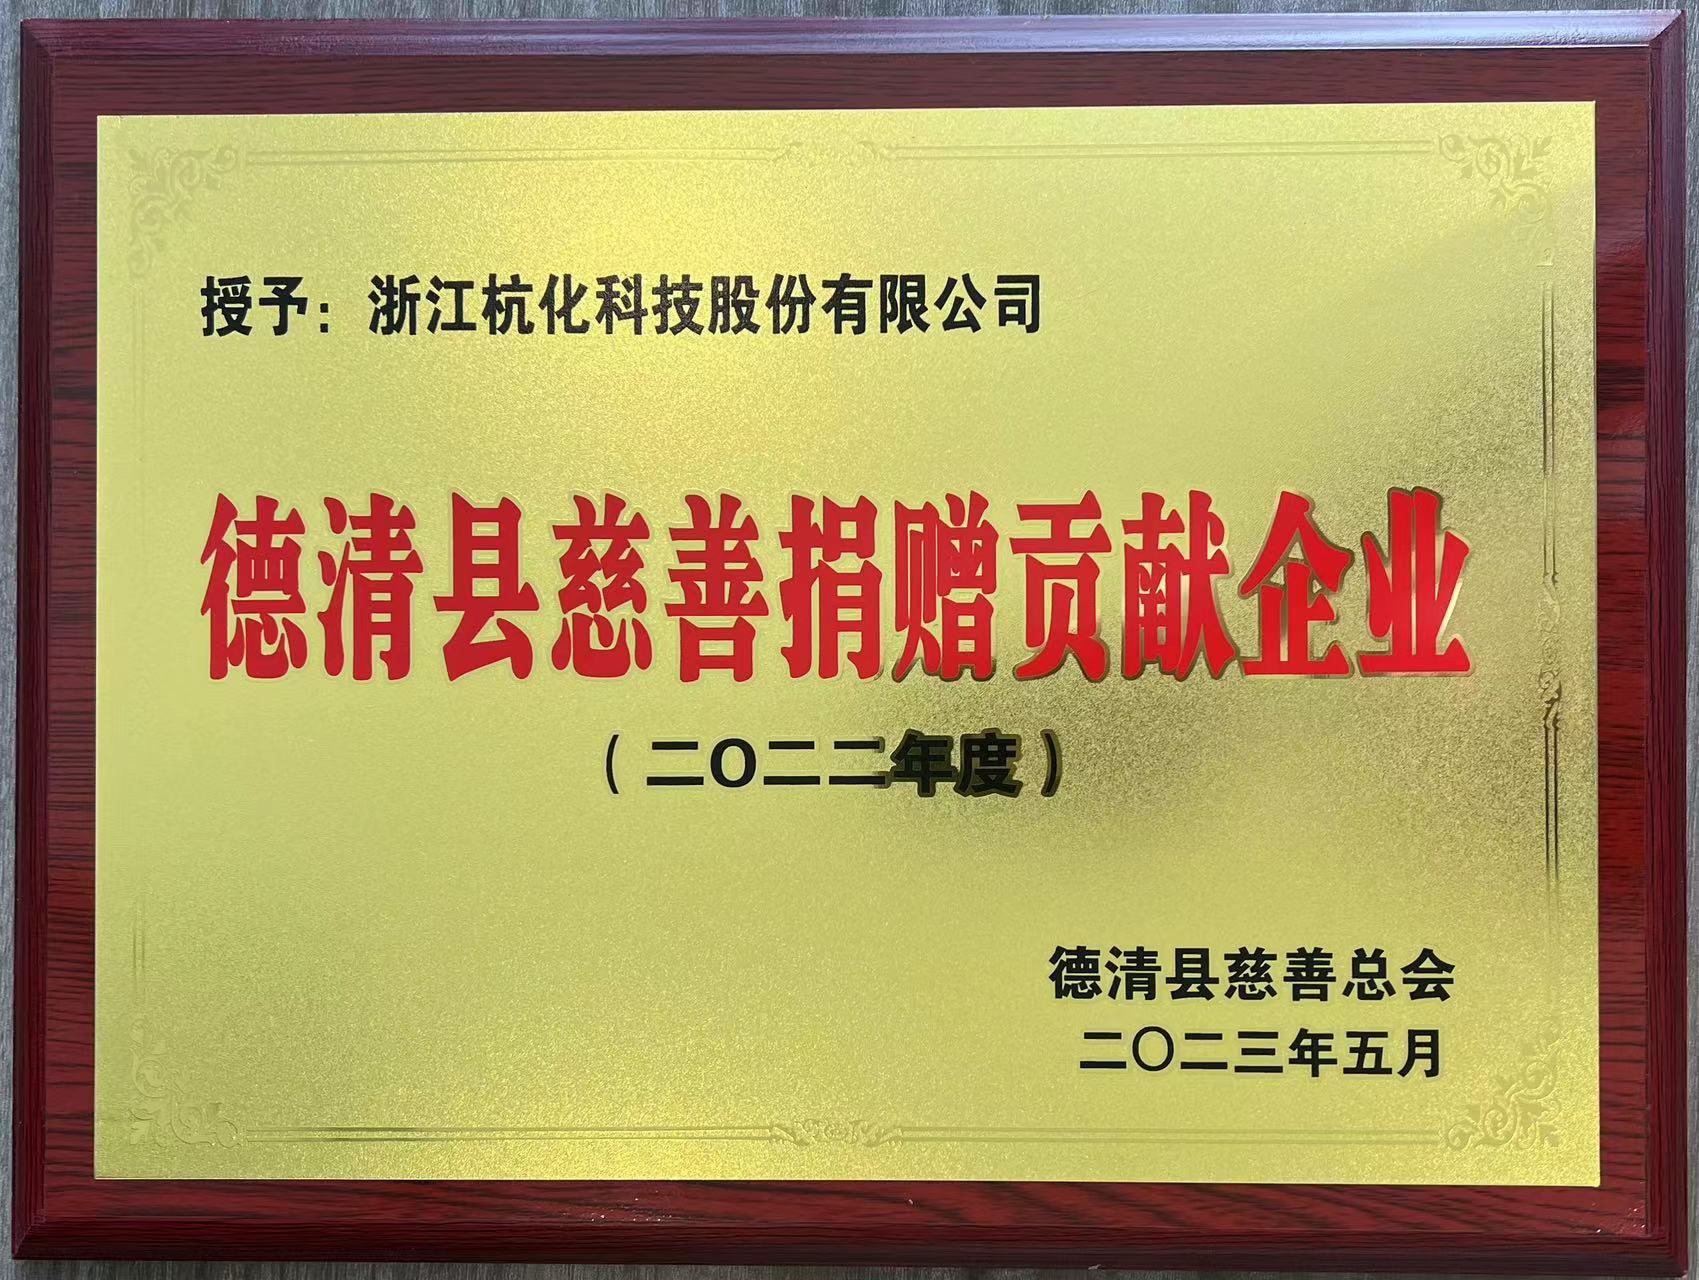 授予：浙江杭化科技股份有限公司
德清县慈善捐赠贡献企业
（二〇二二年度）
德清县慈善总会
二〇二三年五月